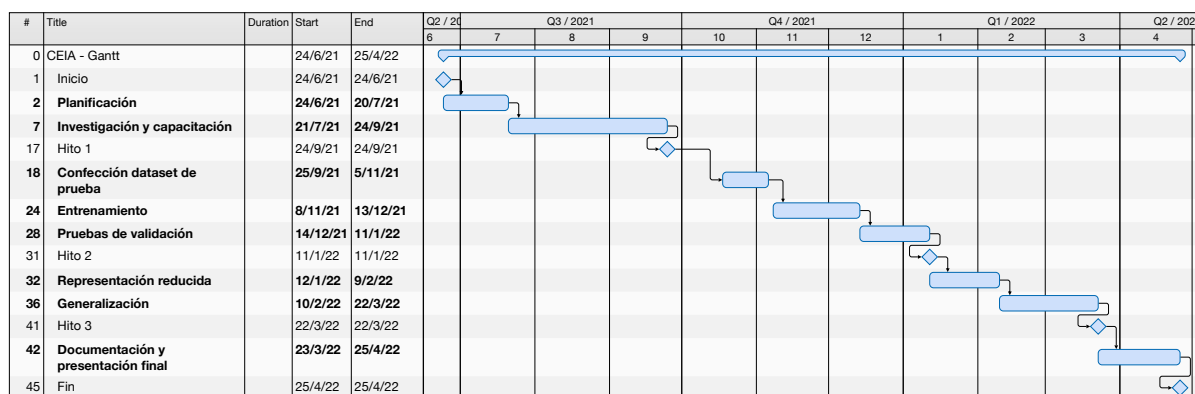 # Title Duration Start End Q2 / 20 Q3 / 2021 Q4 / 2021 Q1 / 2022 Q2 / 202
6 7 8 9 10 11 12 1 2 3 4
0 CEIA - Gantt 24/6/21 25/4/22
1 Inicio 24/6/21 24/6/21
2 Planificación 24/6/21 20/7/21
7 Investigación y capacitación 21/7/21 24/9/21
17 Hito 1 24/9/21 24/9/21
18 Confección dataset de 25/9/21 5/11/21
prueba
24 Entrenamiento 8/11/21 13/12/21
28 Pruebas de validación 14/12/21 11/1/22
31 Hito 2 11/1/22 11/1/22
32 Representación reducida 12/1/22 9/2/22
36 Generalización 10/2/22 22/3/22
41 Hito 3 22/3/22 22/3/22
42 Documentación y 23/3/22 25/4/22
presentación final
45 Fin 25/4/22 25/4/22